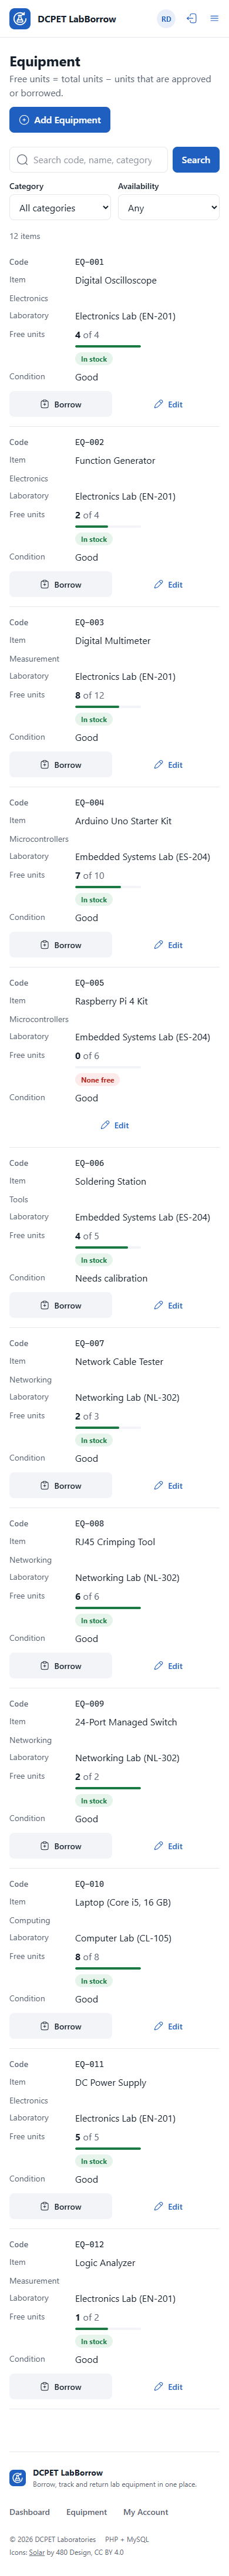 DCPET LabBorrow
RD
Equipment
Free units = total units − units that are approved
or borrowed.
Add Equipment
Search code, name, category
Search
Category
Availability
All categories
Any
12 items
Code EQ-001
Item Digital Oscilloscope
Electronics
Laboratory Electronics Lab (EN-201)
Free units 4 of 4
In stock
Condition Good
Borrow Edit
Code EQ-002
Item Function Generator
Electronics
Laboratory Electronics Lab (EN-201)
Free units 2 of 4
In stock
Condition Good
Borrow Edit
Code EQ-003
Item Digital Multimeter
Measurement
Laboratory Electronics Lab (EN-201)
Free units 8 of 12
In stock
Condition Good
Borrow Edit
Code EQ-004
Item Arduino Uno Starter Kit
Microcontrollers
Laboratory Embedded Systems Lab (ES-204)
Free units 7 of 10
In stock
Condition Good
Borrow Edit
Code EQ-005
Item Raspberry Pi 4 Kit
Microcontrollers
Laboratory Embedded Systems Lab (ES-204)
Free units 0 of 6
None free
Condition Good
Edit
Code EQ-006
Item Soldering Station
Tools
Laboratory Embedded Systems Lab (ES-204)
Free units 4 of 5
In stock
Condition Needs calibration
Borrow Edit
Code EQ-007
Item Network Cable Tester
Networking
Laboratory Networking Lab (NL-302)
Free units 2 of 3
In stock
Condition Good
Borrow Edit
Code EQ-008
Item RJ45 Crimping Tool
Networking
Laboratory Networking Lab (NL-302)
Free units 6 of 6
In stock
Condition Good
Borrow Edit
Code EQ-009
Item 24-Port Managed Switch
Networking
Laboratory Networking Lab (NL-302)
Free units 2 of 2
In stock
Condition Good
Borrow Edit
Code EQ-010
Item Laptop (Core i5, 16 GB)
Computing
Laboratory Computer Lab (CL-105)
Free units 8 of 8
In stock
Condition Good
Borrow Edit
Code EQ-011
Item DC Power Supply
Electronics
Laboratory Electronics Lab (EN-201)
Free units 5 of 5
In stock
Condition Good
Borrow Edit
Code EQ-012
Item Logic Analyzer
Measurement
Laboratory Electronics Lab (EN-201)
Free units 1 of 2
In stock
Condition Good
Borrow Edit
DCPET LabBorrow
Borrow, track and return lab equipment in one place.
Dashboard Equipment My Account
© 2026 DCPET Laboratories PHP + MySQL
Icons: Solar by 480 Design, CC BY 4.0